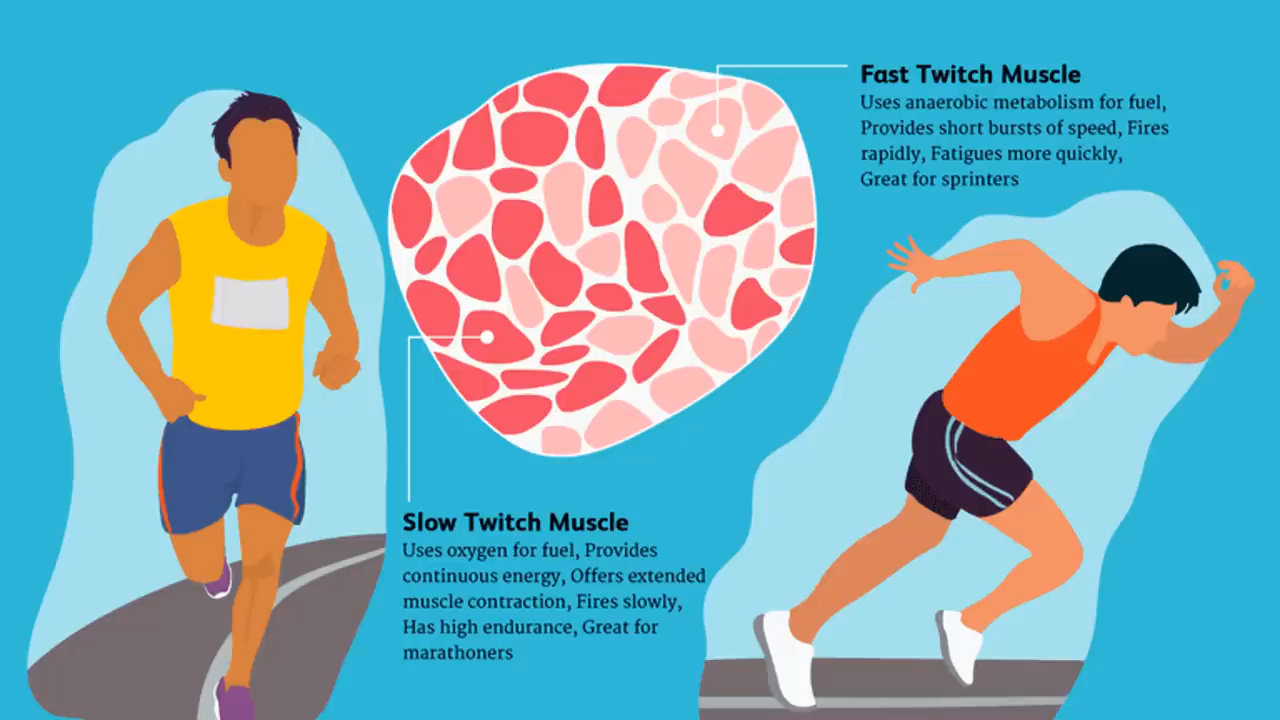 Fast Twitch Muscle
Uses anaerobic metabolism for fuel,
Provides short bursts of speed, Fires
rapidly, Fatigues more quickly,
Great for sprinters
Slow Twitch Muscle
Uses oxygen for fuel, Provides
continuous energy, Offers extended
muscle contraction, Fires slowly,
Has high endurance, Great for
marathoners